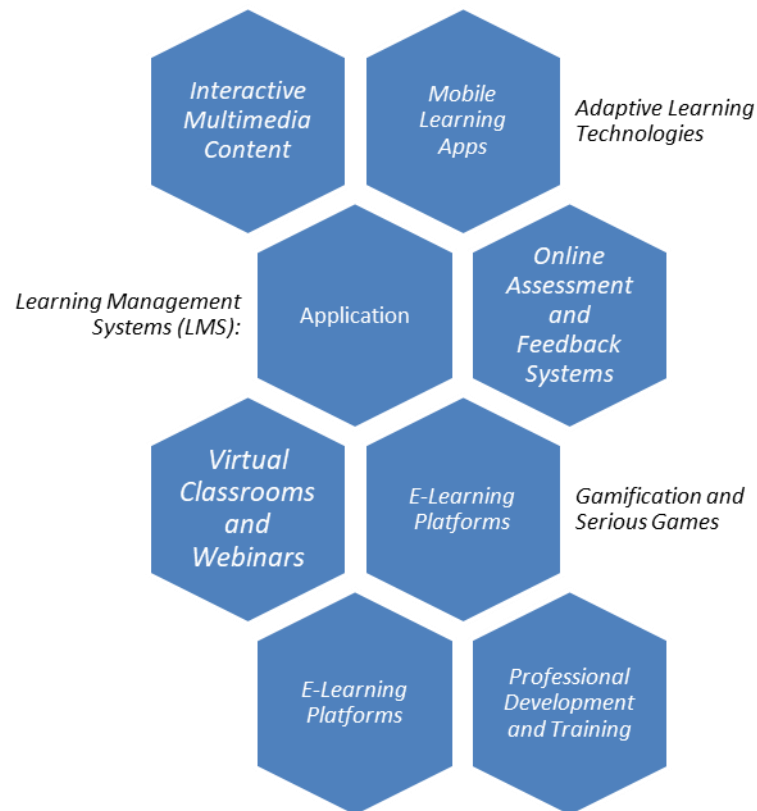 Interactive
Multimedia
Content
Mobile
Learning
Apps
Adaptive Learning
Technologies
Learning Management
Systems (LMS):
Application
Online
Assessment
and
Feedback
Systems
Virtual
Classrooms
and
Webinars
E-Learning
Platforms
Gamification and
Serious Games
E-Learning
Platforms
Professional
Development
and Training